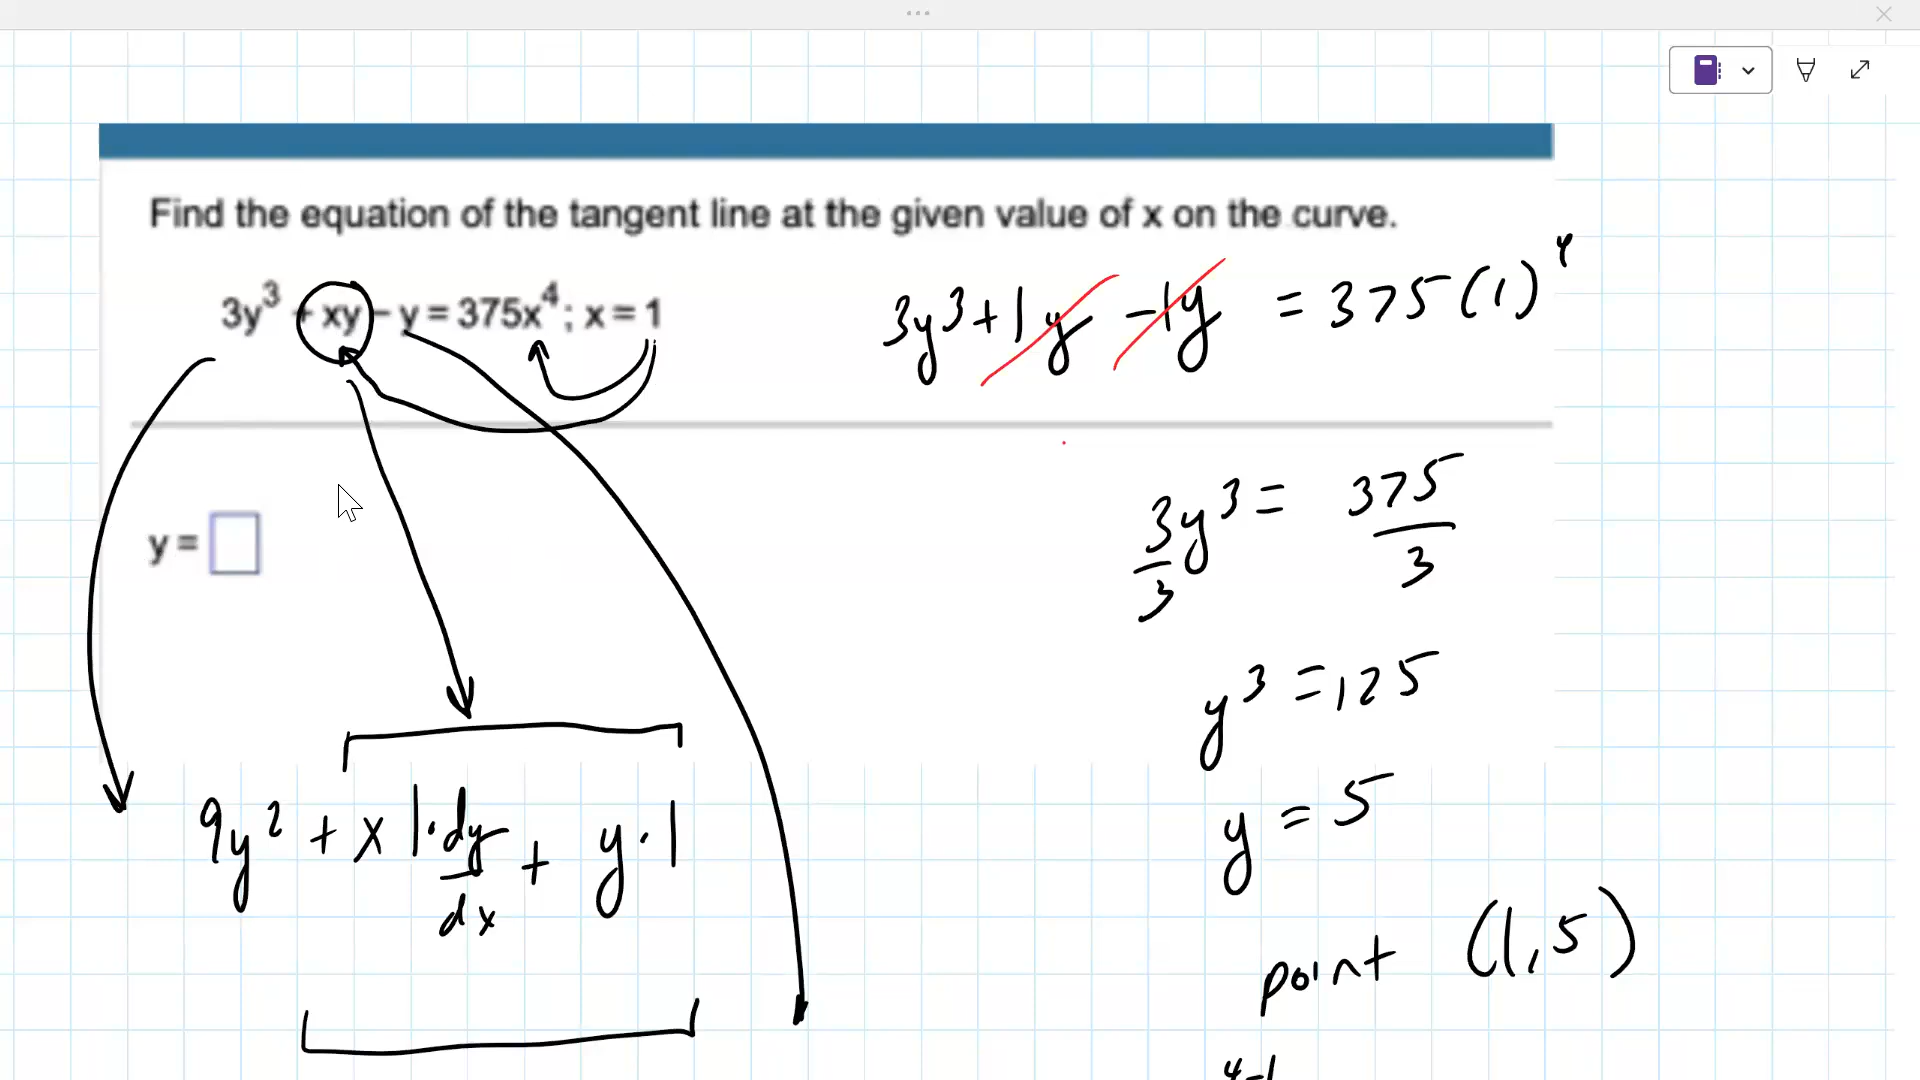 Find the equation of the tangent line at the given value of x on the curve.
3y³ + xy − y = 375x⁴; x = 1
3y³ + 1y − 1y = 375(1)⁴
3y³/3 = 375/3
y =
y³ = 125
y = 5
9y² + x 1·dy/dx + y·1
point (1,5)
4−1